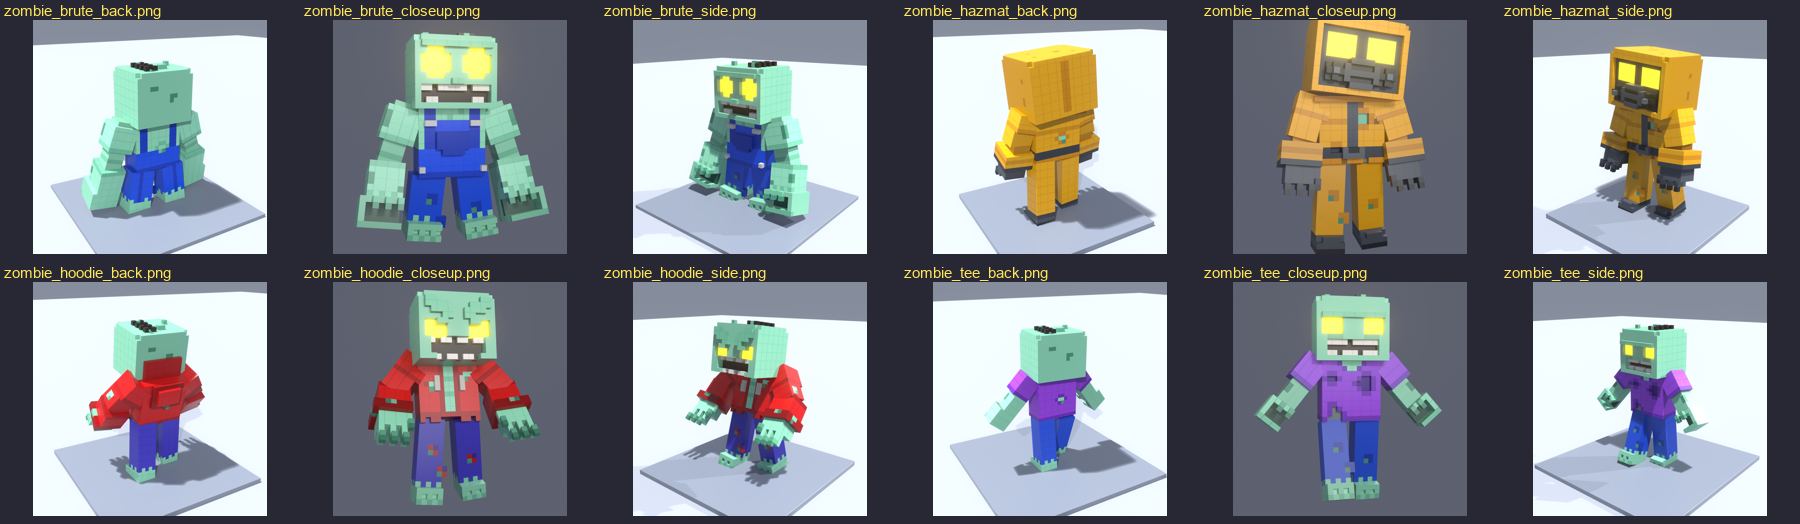 zombie_brute_back.png
zombie_brute_closeup.png
zombie_brute_side.png
zombie_hazmat_back.png
zombie_hazmat_closeup.png
zombie_hazmat_side.png
zombie_hoodie_back.png
zombie_hoodie_closeup.png
zombie_hoodie_side.png
zombie_tee_back.png
zombie_tee_closeup.png
zombie_tee_side.png